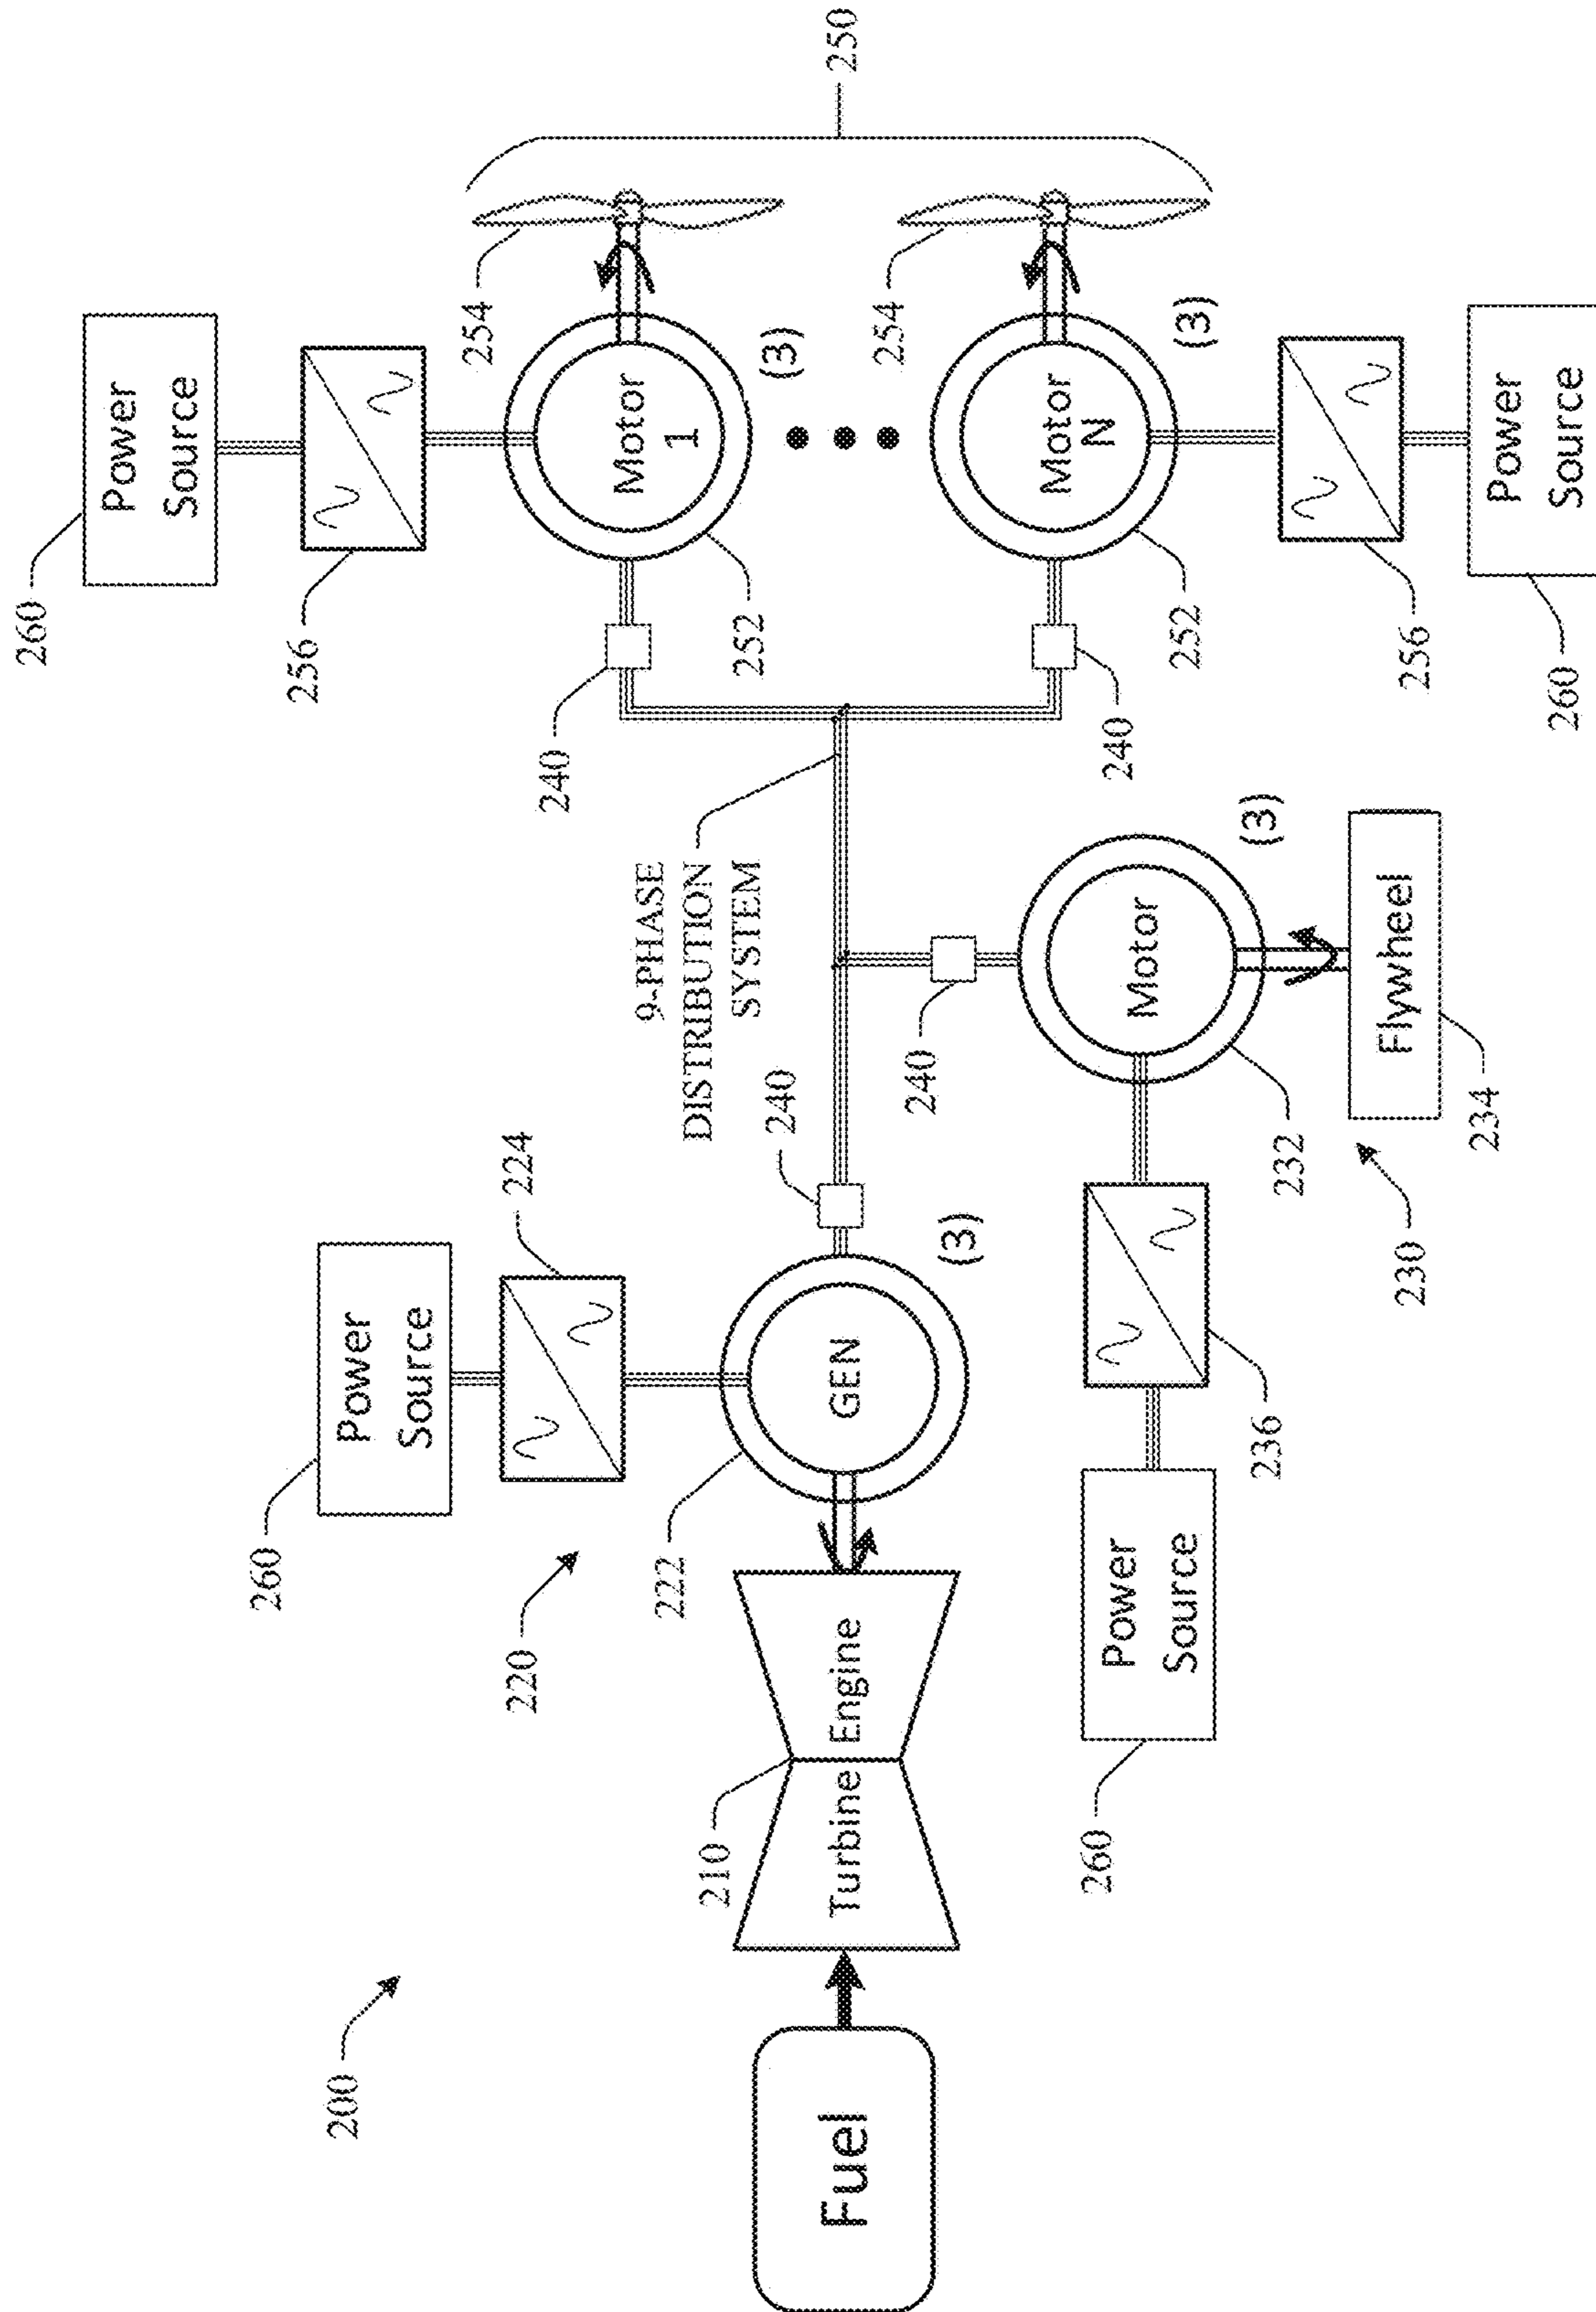 200
Fuel
210
Turbine Engine
220
222
GEN
(3)
224
Power
Source
260
240
9-PHASE
DISTRIBUTION
SYSTEM
240
Power
Source
260
236
Motor
(3)
232
Flywheel
234
230
240
Power
Source
260
256
Motor
1
(3)
252
254
240
Motor
N
(3)
252
254
256
Power
Source
260
250